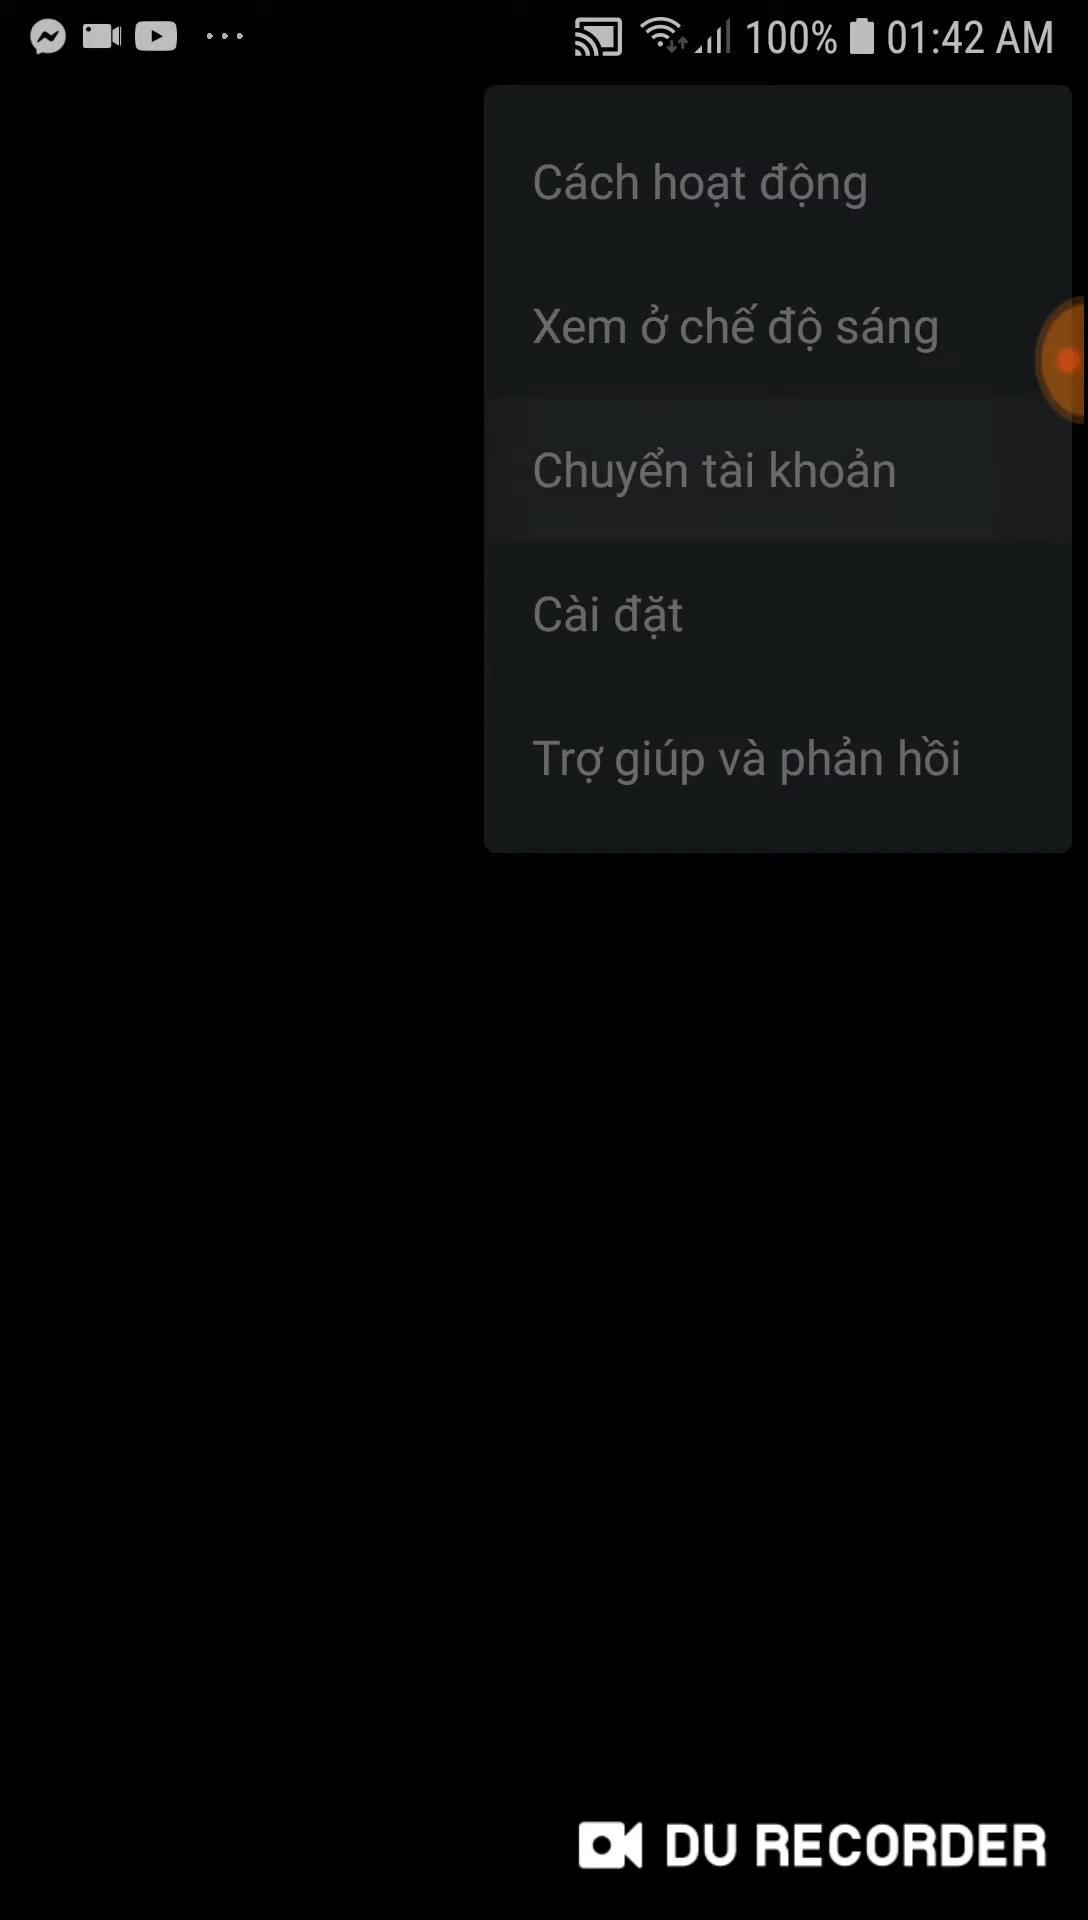 100% 01:42 AM
Cách hoạt động
Xem ở chế độ sáng
Chuyển tài khoản
Cài đặt
Trợ giúp và phản hồi
DU RECORDER